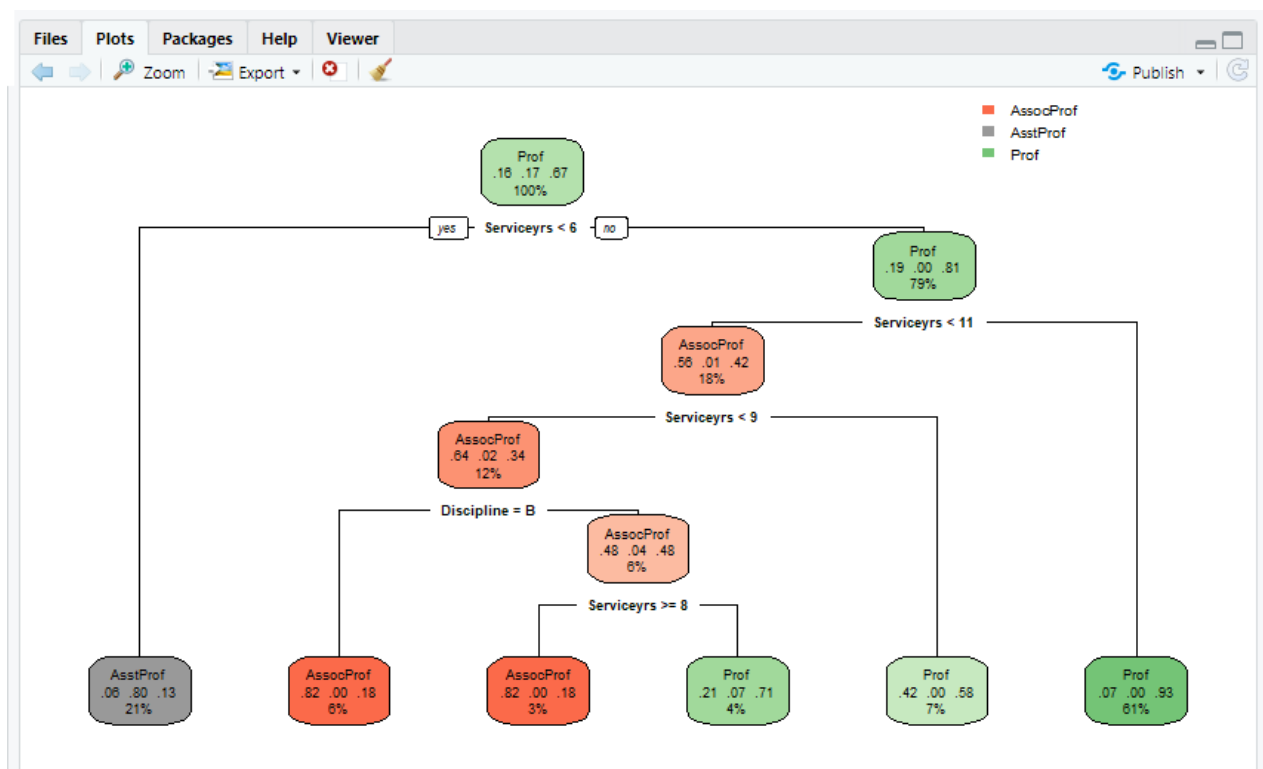 Files Plots Packages Help Viewer
Zoom Export Publish
AssocProf
AsstProf
Prof
Prof
.16 .17 .67
100%
yes Serviceyrs < 6 no
Prof
.19 .00 .81
79%
Serviceyrs < 11
AssocProf
.56 .01 .42
18%
Serviceyrs < 9
AssocProf
.64 .02 .34
12%
Discipline = B
AssocProf
.48 .04 .48
6%
Serviceyrs >= 8
AsstProf
.06 .80 .13
21%
AssocProf
.82 .00 .18
6%
AssocProf
.82 .00 .18
3%
Prof
.21 .07 .71
4%
Prof
.42 .00 .58
7%
Prof
.07 .00 .93
61%